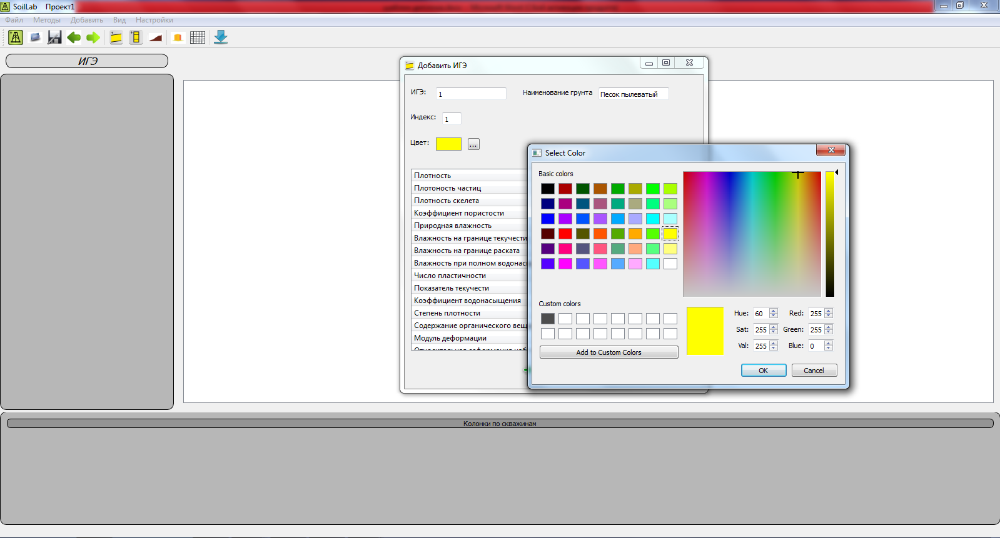 SoilLab Проект1
Файл Методы Добавить Вид Настройки
ИГЭ
Добавить ИГЭ
ИГЭ: 1 Наименование грунта Песок пылеватый
Индекс: 1
Цвет: ...
Плотность
Плотоность частиц
Плотность скелета
Коэффициент пористости
Природная влажность
Влажность на границе текучести
Влажность на границе раската
Влажность при полном водонас
Число пластичности
Показатель текучести
Коэффициент водонасыщения
Степень плотности
Содержание органического вещ
Модуль деформации
Select Color
Basic colors
Custom colors
Add to Custom Colors
Hue: 60 Red: 255
Sat: 255 Green: 255
Val: 255 Blue: 0
OK Cancel
Колонки по скважинам